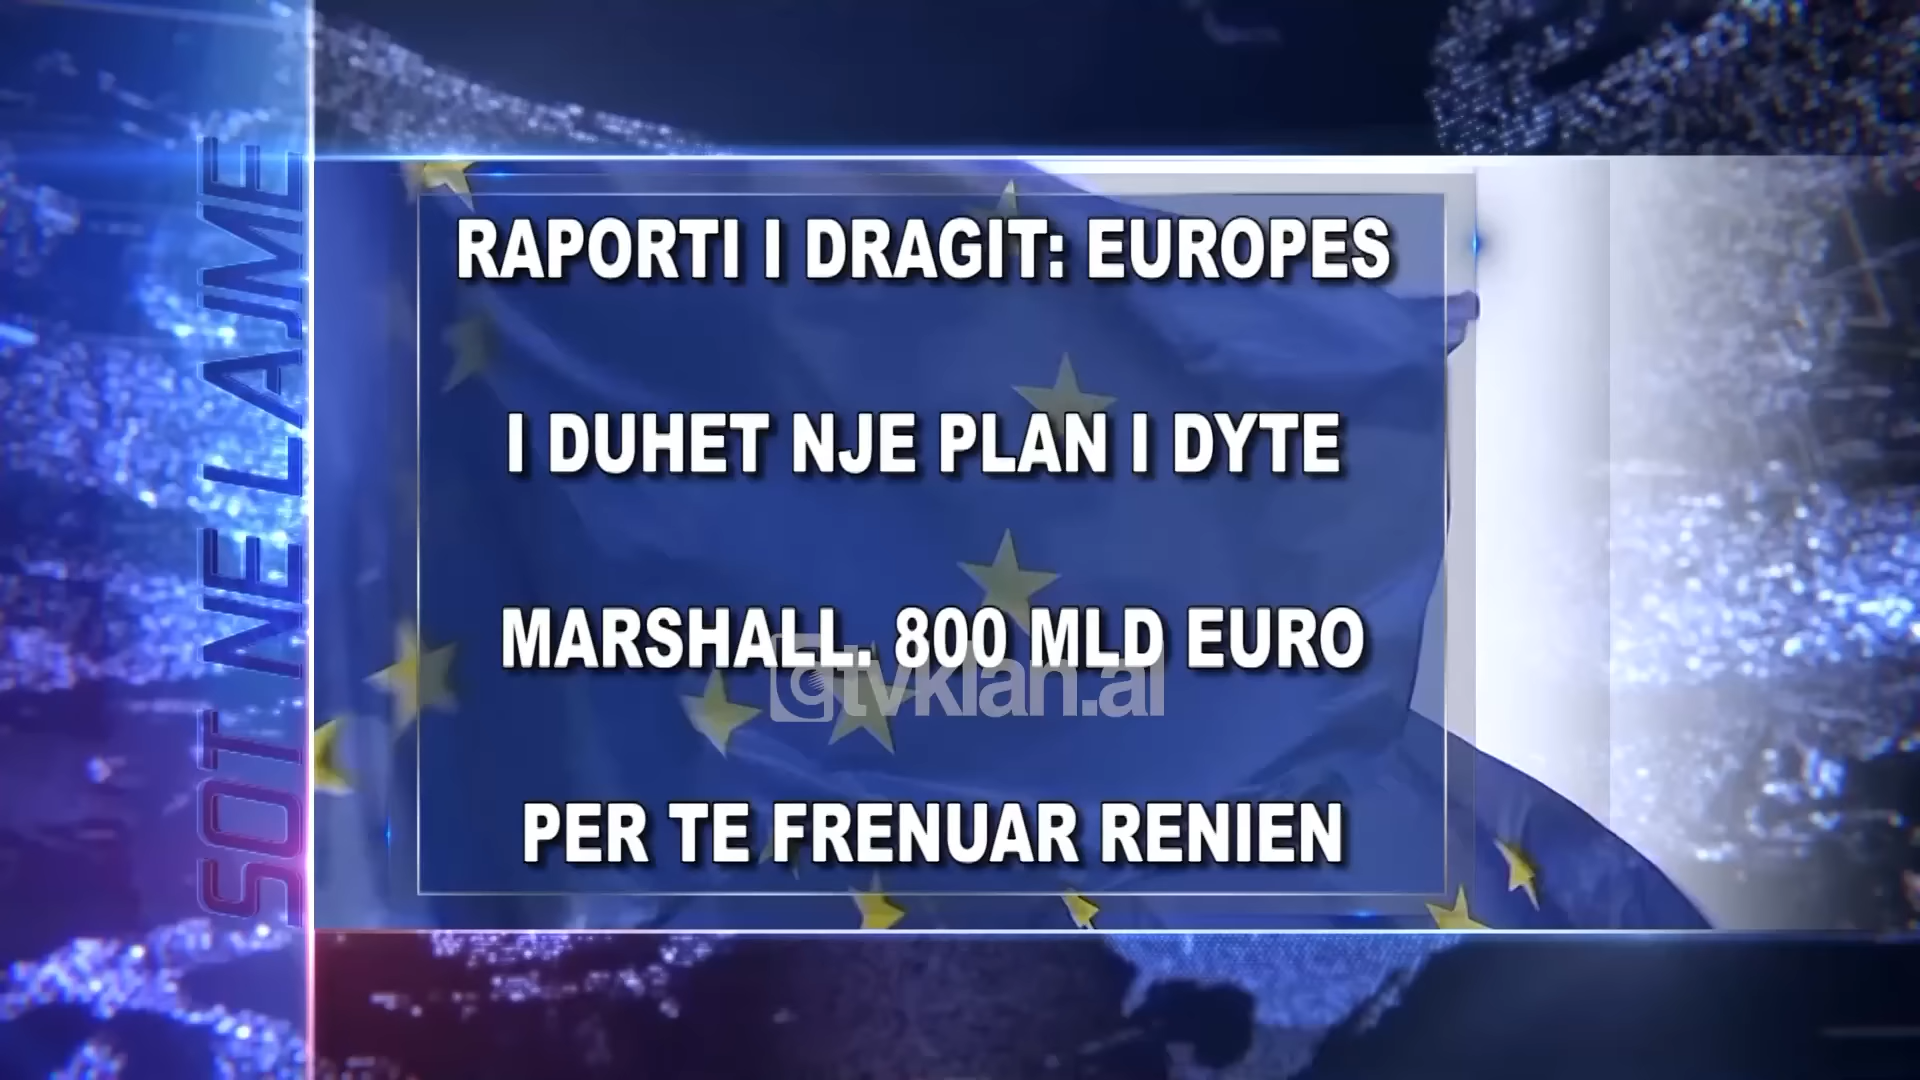 SOT NE LAJME
RAPORTI I DRAGIT: EUROPES
I DUHET NJE PLAN I DYTE
MARSHALL. 800 MLD EURO
tvklan.al
PER TE FRENUAR RENIEN